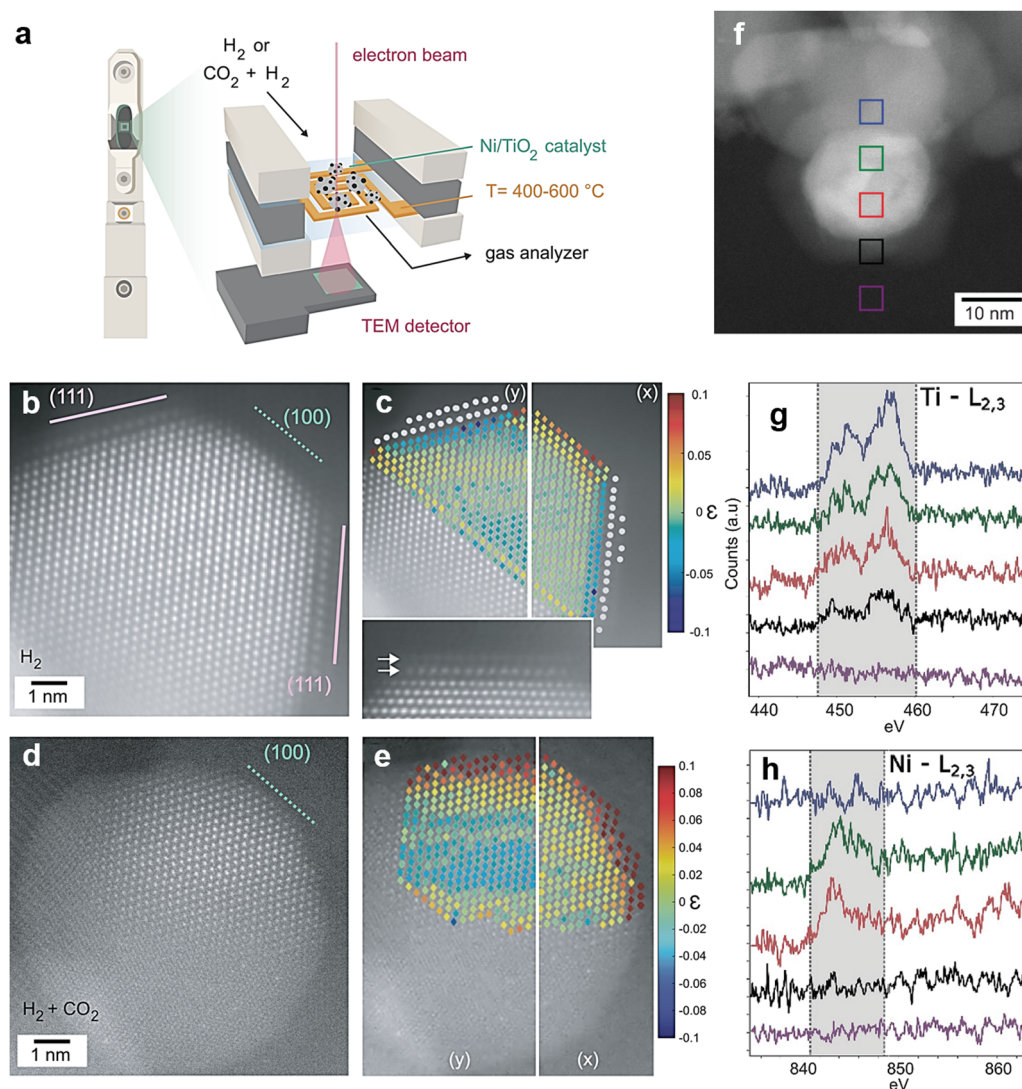 a
H₂ or
CO₂ + H₂
electron beam
Ni/TiO₂ catalyst
T= 400-600 °C
gas analyzer
TEM detector
f
10 nm
b
(111)
(100)
(111)
H₂
1 nm
c
(y)
(x)
0.1
0.05
0
-0.05
-0.1
ε
d
(100)
H₂ + CO₂
1 nm
e
(y)
(x)
0.1
0.08
0.06
0.04
0.02
0
-0.02
-0.04
-0.06
-0.08
-0.1
ε
g
Ti - L₂,₃
Counts (a.u)
440
450
460
470
eV
h
Ni - L₂,₃
840
850
860
eV